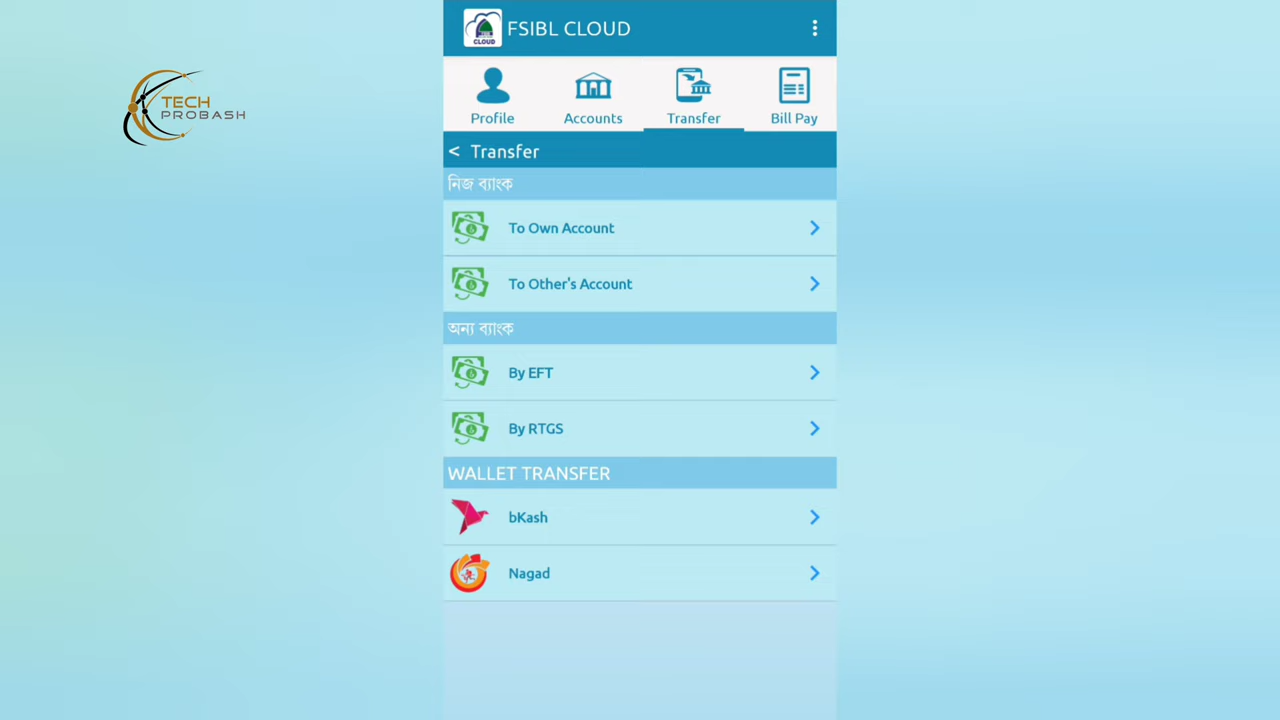 TECH
PROBASH
CLOUD
FSIBL CLOUD
Profile
Accounts
Transfer
Bill Pay
< Transfer
নিজ ব্যাংক
To Own Account
To Other's Account
অন্য ব্যাংক
By EFT
By RTGS
WALLET TRANSFER
bKash
Nagad